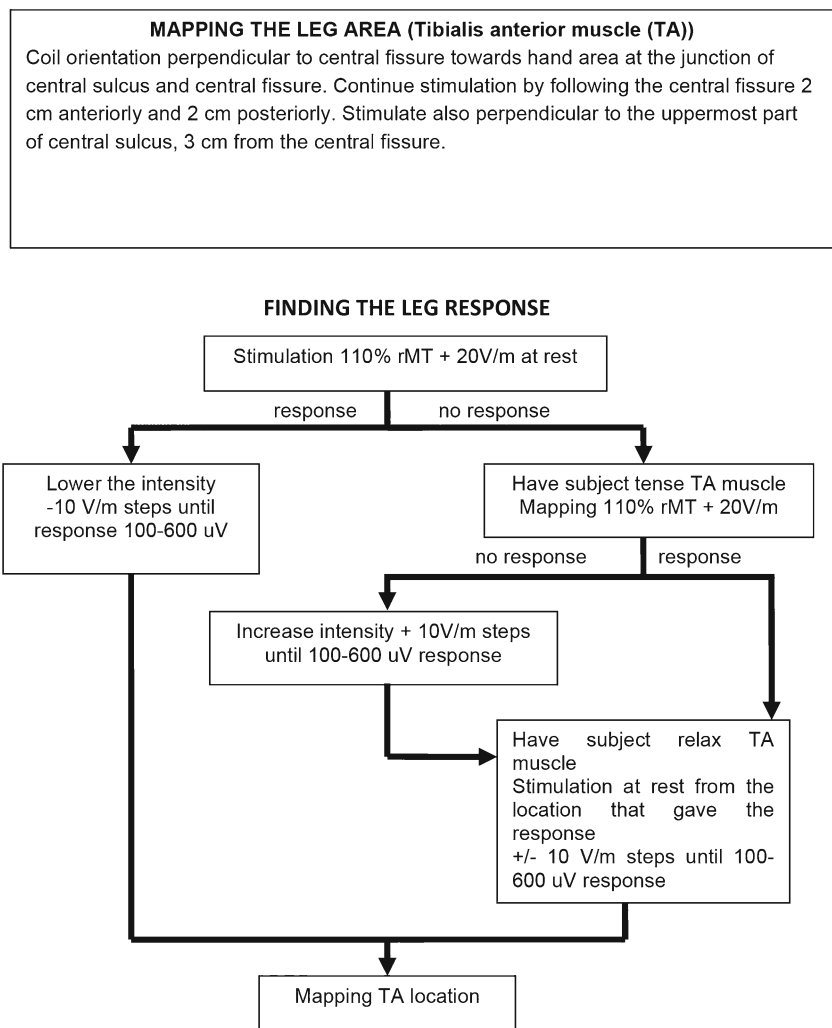 MAPPING THE LEG AREA (Tibialis anterior muscle (TA))
Coil orientation perpendicular to central fissure towards hand area at the junction of
central sulcus and central fissure. Continue stimulation by following the central fissure 2
cm anteriorly and 2 cm posteriorly. Stimulate also perpendicular to the uppermost part
of central sulcus, 3 cm from the central fissure.
FINDING THE LEG RESPONSE
Stimulation 110% rMT + 20V/m at rest
response
no response
Lower the intensity
-10 V/m steps until
response 100-600 uV
Have subject tense TA muscle
Mapping 110% rMT + 20V/m
no response
response
Increase intensity + 10V/m steps
until 100-600 uV response
Have subject relax TA
muscle
Stimulation at rest from the
location that gave the
response
+/- 10 V/m steps until 100-
600 uV response
Mapping TA location